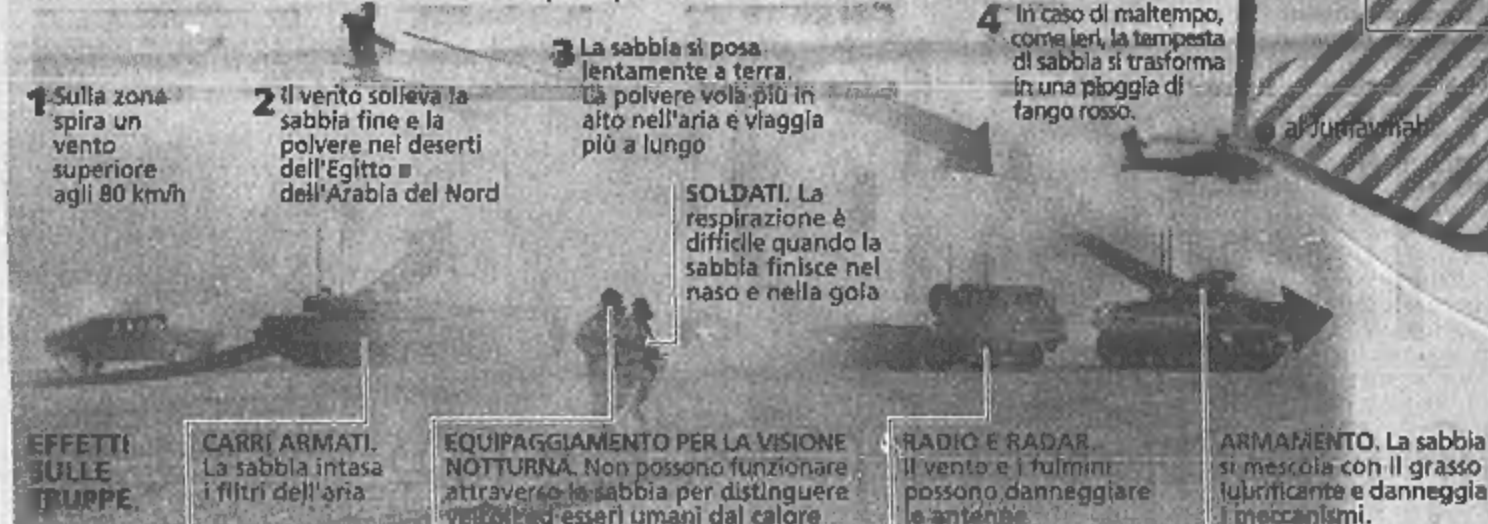 1 Sulla zona
spira un
vento
superiore
agli 80 km/h
2 Il vento solleva la
sabbia fine e la
polvere nei deserti
dell'Egitto e
dell'Arabia del Nord
3 La sabbia si posa
lentamente a terra.
La polvere vola più in
alto nell'aria e viaggia
più a lungo
4 In caso di maltempo,
come ieri, la tempesta
di sabbia si trasforma
in una pioggia di
fango rosso.
SOLDATI. La
respirazione è
difficile quando la
sabbia finisce nel
naso e nella gola
EFFETTI
SULLE
TRUPPE.
CARRI ARMATI.
La sabbia intasa
i filtri dell'aria
EQUIPAGGIAMENTO PER LA VISIONE
NOTTURNA. Non possono funzionare
attraverso la sabbia per distinguere
veicoli ed esseri umani dal calore
RADIO E RADAR.
Il vento e i fulmini
possono danneggiare
le antenne
ARMAMENTO. La sabbia
si mescola con il grasso
lubrificante e danneggia
i meccanismi.